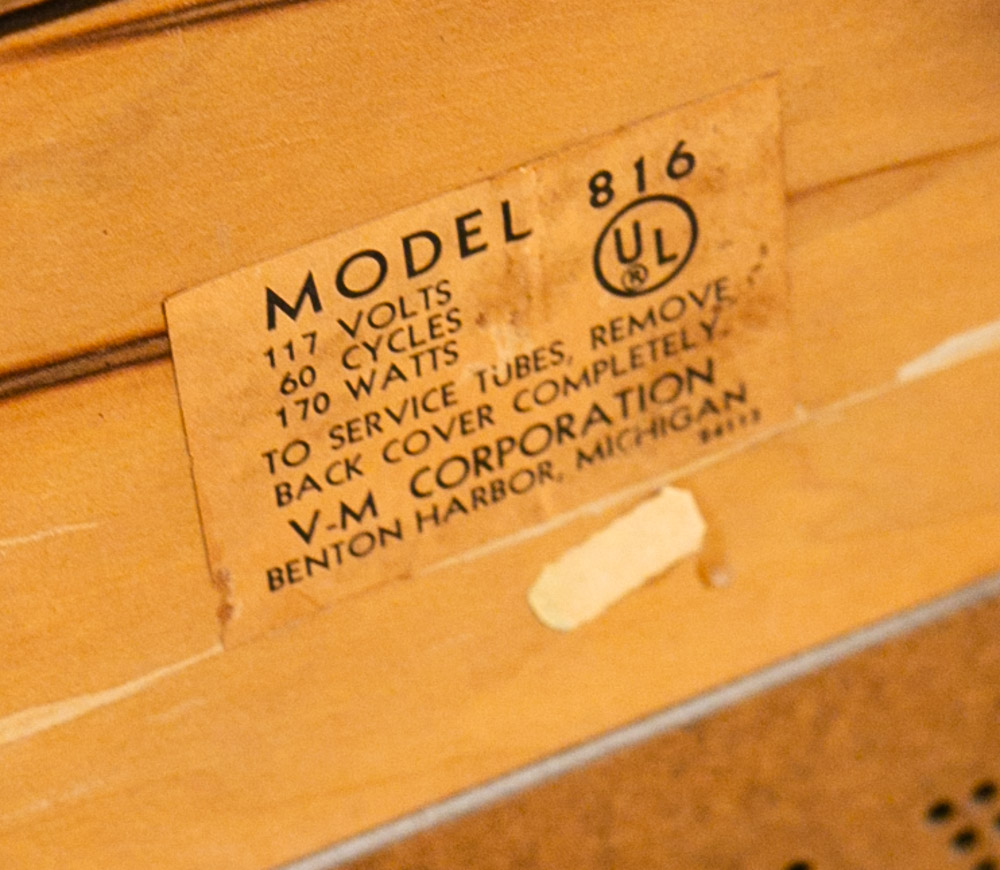 MODEL 816
UL
®
117 VOLTS
60 CYCLES
170 WATTS
TO SERVICE TUBES, REMOVE
BACK COVER COMPLETELY.
V-M CORPORATION
BENTON HARBOR, MICHIGAN